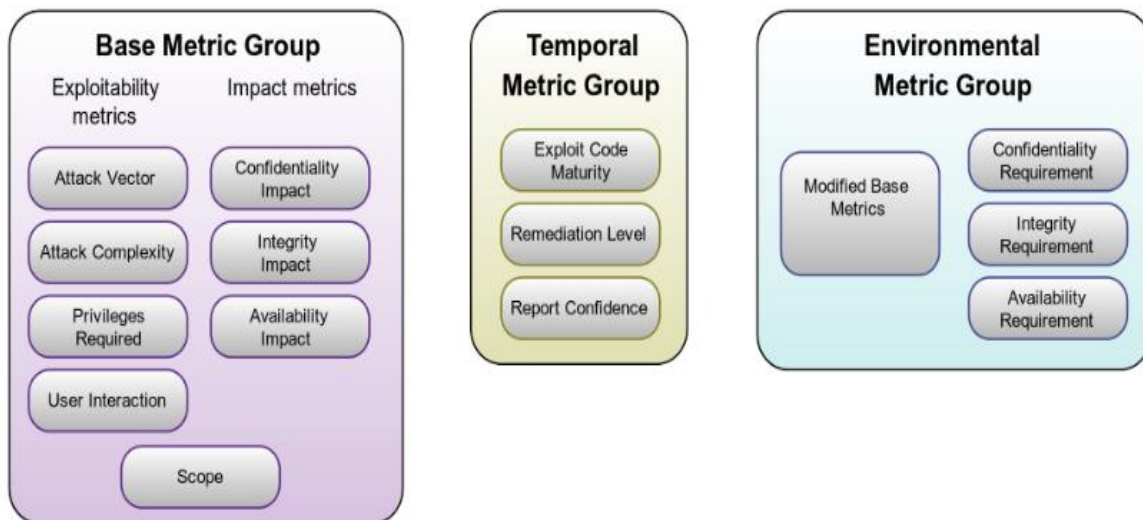 Base Metric Group
Exploitability
metrics
Impact metrics
Attack Vector
Confidentiality
Impact
Attack Complexity
Integrity
Impact
Privileges
Required
Availability
Impact
User Interaction
Scope
Temporal
Metric Group
Exploit Code
Maturity
Remediation Level
Report Confidence
Environmental
Metric Group
Modified Base
Metrics
Confidentiality
Requirement
Integrity
Requirement
Availability
Requirement